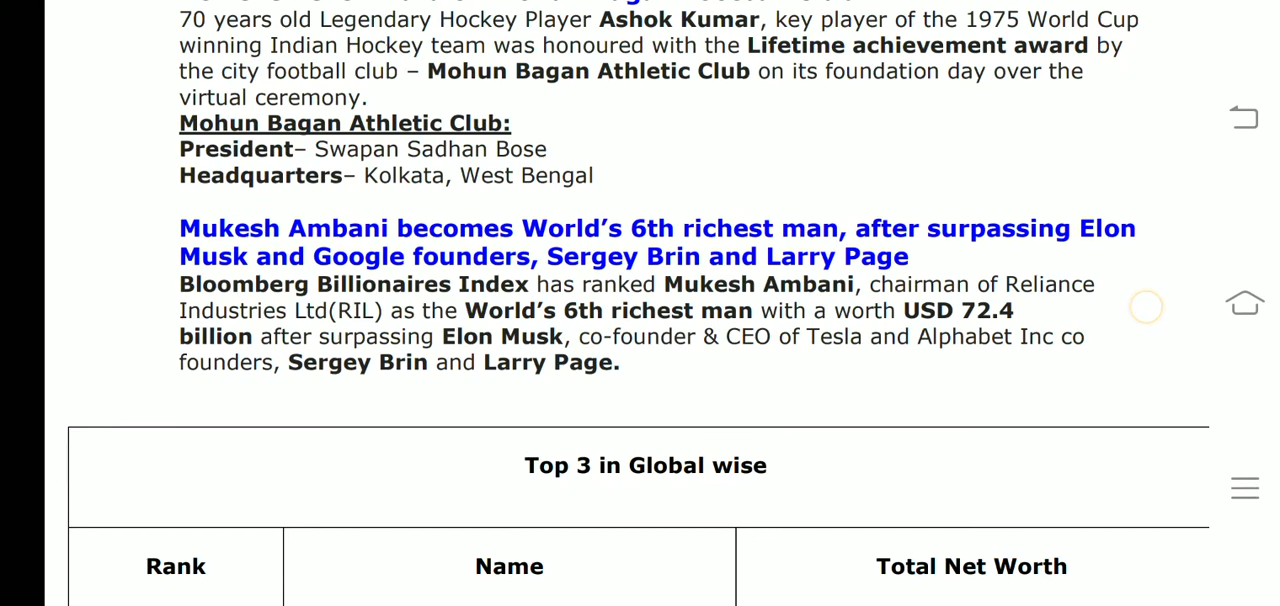 70 years old Legendary Hockey Player Ashok Kumar, key player of the 1975 World Cup
winning Indian Hockey team was honoured with the Lifetime achievement award by
the city football club – Mohun Bagan Athletic Club on its foundation day over the
virtual ceremony.
Mohun Bagan Athletic Club:
President– Swapan Sadhan Bose
Headquarters– Kolkata, West Bengal
Mukesh Ambani becomes World’s 6th richest man, after surpassing Elon
Musk and Google founders, Sergey Brin and Larry Page
Bloomberg Billionaires Index has ranked Mukesh Ambani, chairman of Reliance
Industries Ltd(RIL) as the World’s 6th richest man with a worth USD 72.4
billion after surpassing Elon Musk, co-founder & CEO of Tesla and Alphabet Inc co
founders, Sergey Brin and Larry Page.
Top 3 in Global wise
Rank Name Total Net Worth